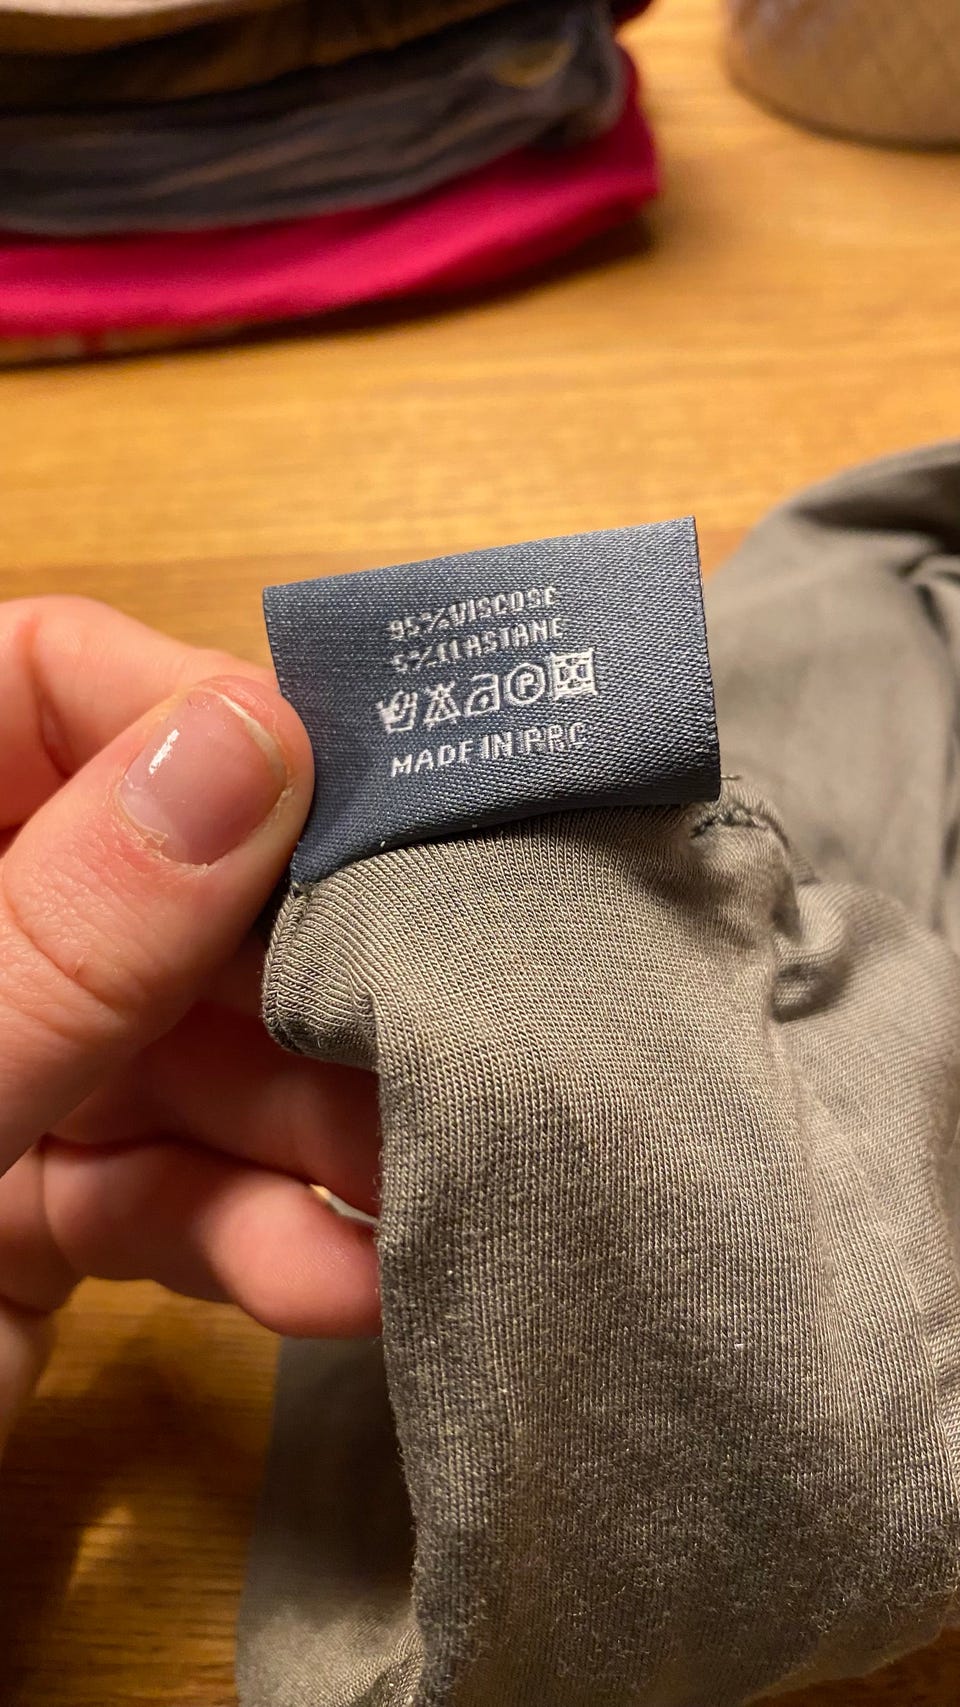 95%VISCOSE
5%ELASTANE
P
MADE IN PRC